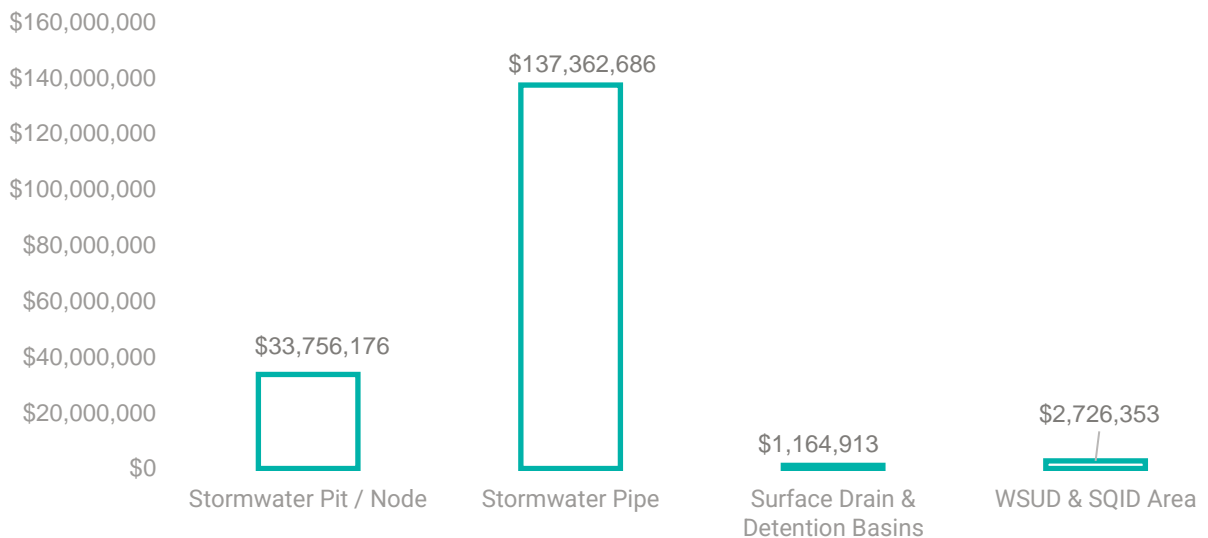 $160,000,000
$140,000,000
$120,000,000
$100,000,000
$80,000,000
$60,000,000
$40,000,000
$20,000,000
$0
$33,756,176
$137,362,686
$1,164,913
$2,726,353
Stormwater Pit / Node
Stormwater Pipe
Surface Drain &
Detention Basins
WSUD & SQID Area